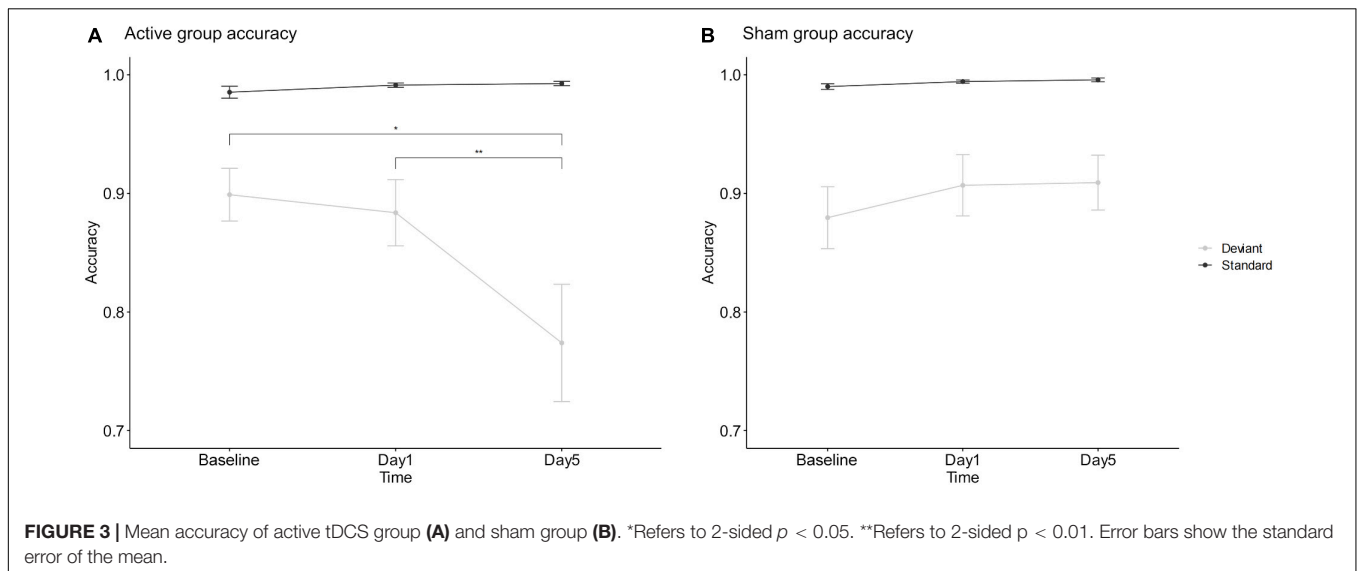 A Active group accuracy
1.0
*
**
0.9
Accuracy
0.8
0.7
Baseline Day1 Day5
Time
B Sham group accuracy
1.0
0.9
Accuracy
0.8
0.7
Baseline Day1 Day5
Time
Deviant
Standard
FIGURE 3 | Mean accuracy of active tDCS group (A) and sham group (B). *Refers to 2-sided p < 0.05. **Refers to 2-sided p < 0.01. Error bars show the standard
error of the mean.